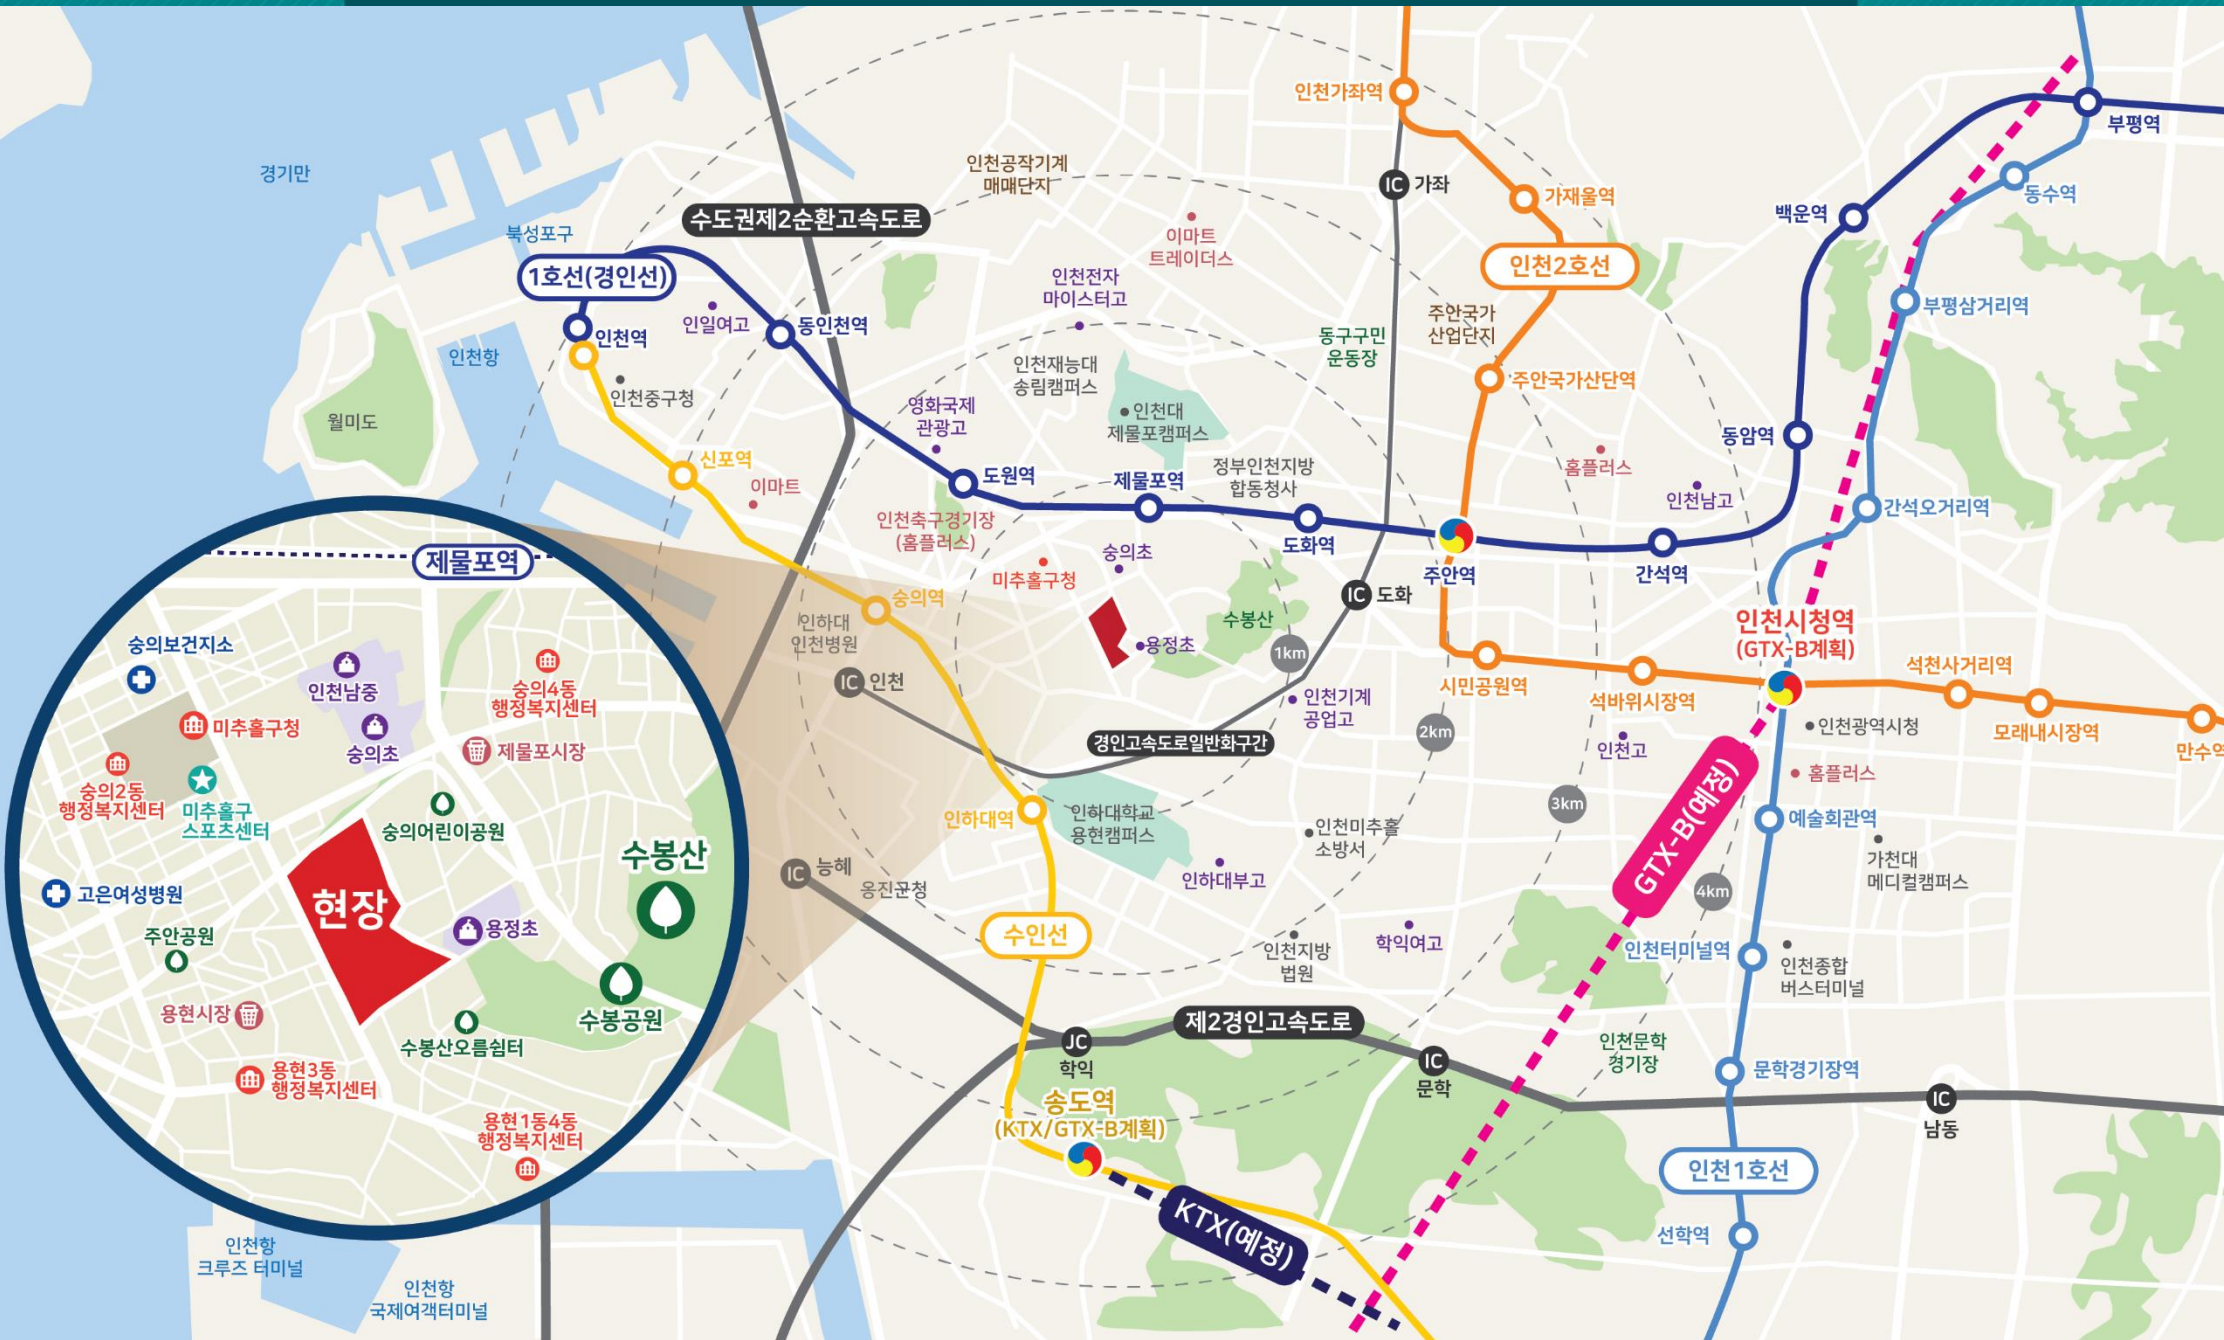 인천가좌역
부평역
경기만
인천공작기계
매매단지
IC 가좌
가재울역
동수역
백운역
수도권제2순환고속도로
북성포구
이마트
트레이더스
1호선(경인선)
인천2호선
인천전자
마이스터고
부평삼거리역
인일여고
동인천역
주안국가
산업단지
인천역
동구구민
운동장
인천항
인천재능대
송림캠퍼스
주안국가산단역
인천중구청
월미도
영화국제
관광고
인천대
제물포캠퍼스
동암역
신포역
정부인천지방
합동청사
홈플러스
이마트
도원역
제물포역
인천남고
간석오거리역
인천축구경기장
(홈플러스)
도화역
숭의초
미추홀구청
주안역
간석역
IC 도화
숭의역
수봉산
인하대
인천병원
용정초
1km
인천시청역
(GTX-B계획)
석천사거리역
IC 인천
시민공원역
석바위시장역
인천기계
공업고
2km
인천광역시청
모래내시장역
만수역
경인고속도로일반화구간
인천고
홈플러스
GTX-B(예정)
3km
인하대역
인하대학교
용현캠퍼스
인천미추홀
소방서
예술회관역
IC 능혜
옹진군청
인하대부고
가천대
메디컬캠퍼스
4km
수인선
인천지방
법원
학익여고
인천터미널역
인천종합
버스터미널
제2경인고속도로
JC
학익
IC
문학
인천문학
경기장
문학경기장역
IC
남동
송도역
(KTX/GTX-B계획)
인천1호선
KTX(예정)
선학역
제물포역
숭의보건지소
인천남중
숭의4동
행정복지센터
미추홀구청
숭의초
제물포시장
숭의2동
행정복지센터
미추홀구
스포츠센터
숭의어린이공원
수봉산
고은여성병원
현장
용정초
주안공원
용현시장
수봉공원
수봉산오름쉼터
용현3동
행정복지센터
용현1동4동
행정복지센터
인천항
크루즈 터미널
인천항
국제여객터미널